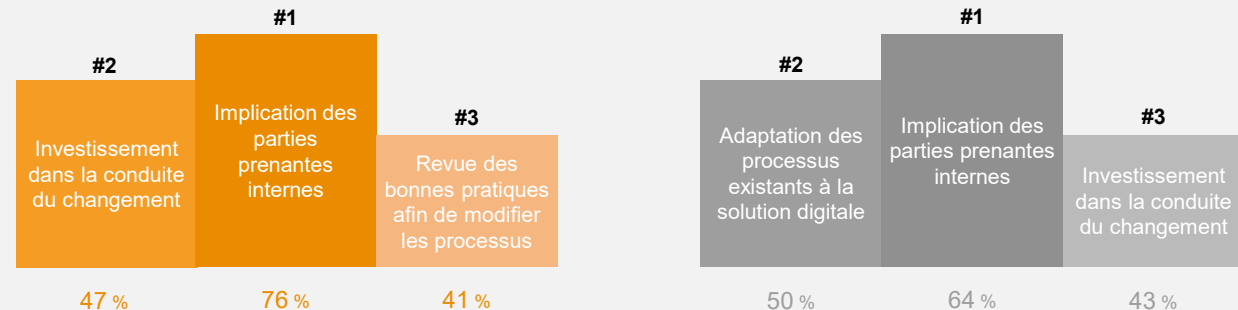 #1
#2
Implication des
parties
prenantes
internes
Investissement
dans la conduite
du changement
#3
Revue des
bonnes pratiques
afin de modifier
les processus
47 %
76 %
41 %
#1
#2
Implication des
parties prenantes
internes
Adaptation des
processus
existants à la
solution digitale
#3
Investissement
dans la conduite
du changement
50 %
64 %
43 %